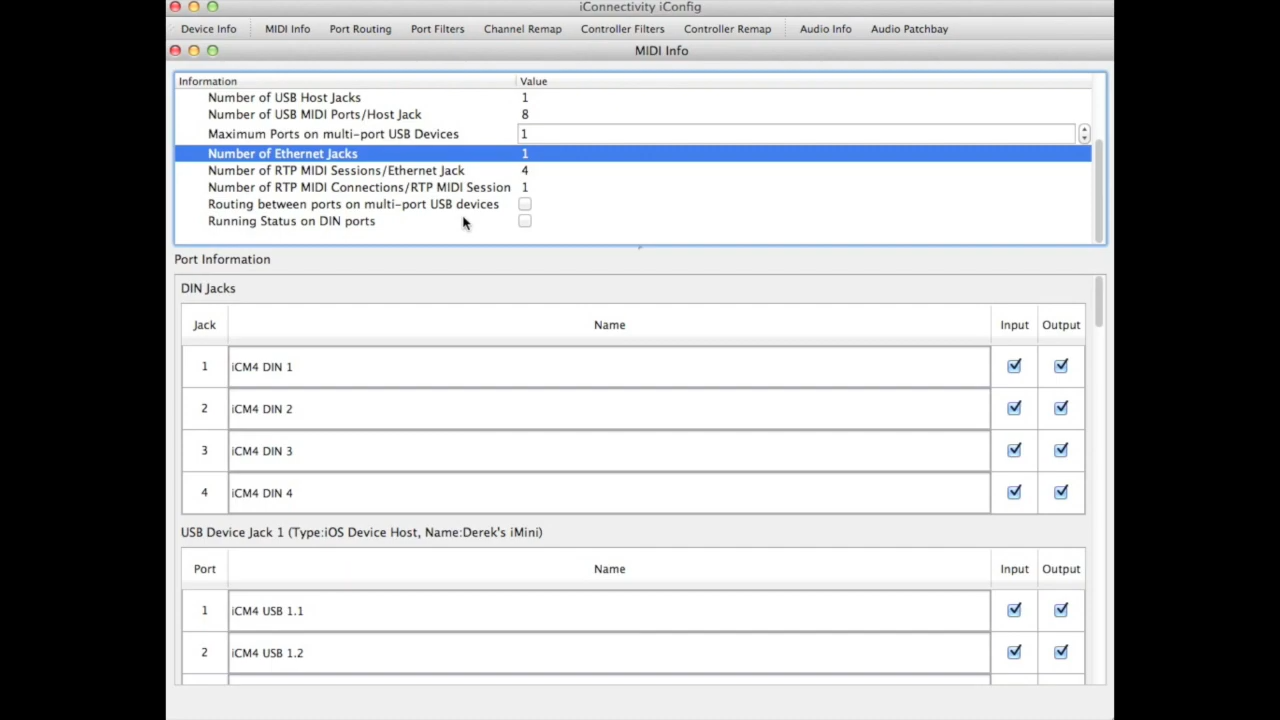 iConnectivity iConfig
Device Info MIDI Info Port Routing Port Filters Channel Remap Controller Filters Controller Remap Audio Info Audio Patchbay
MIDI Info
Information Value
Number of USB Host Jacks 1
Number of USB MIDI Ports/Host Jack 8
Maximum Ports on multi-port USB Devices 1
Number of Ethernet Jacks 1
Number of RTP MIDI Sessions/Ethernet Jack 4
Number of RTP MIDI Connections/RTP MIDI Session 1
Routing between ports on multi-port USB devices
Running Status on DIN ports
Port Information
DIN Jacks
Jack Name Input Output
1 iCM4 DIN 1
2 iCM4 DIN 2
3 iCM4 DIN 3
4 iCM4 DIN 4
USB Device Jack 1 (Type:iOS Device Host, Name:Derek's iMini)
Port Name Input Output
1 iCM4 USB 1.1
2 iCM4 USB 1.2